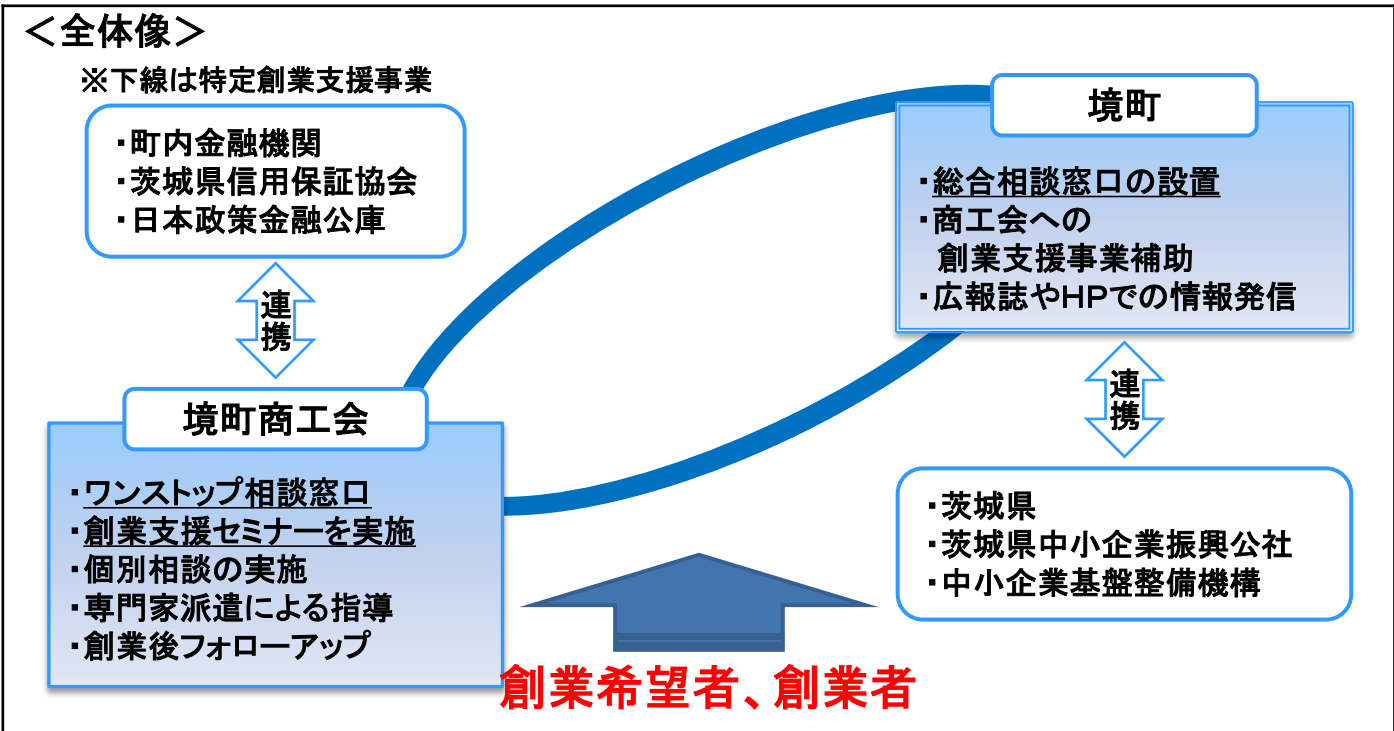 ＜全体像＞
※下線は特定創業支援事業
・町内金融機関
・茨城県信用保証協会
・日本政策金融公庫
連携
境町商工会
・ワンストップ相談窓口
・創業支援セミナーを実施
・個別相談の実施
・専門家派遣による指導
・創業後フォローアップ
境町
・総合相談窓口の設置
・商工会への
創業支援事業補助
・広報誌やHPでの情報発信
連携
・茨城県
・茨城県中小企業振興公社
・中小企業基盤整備機構
創業希望者、創業者